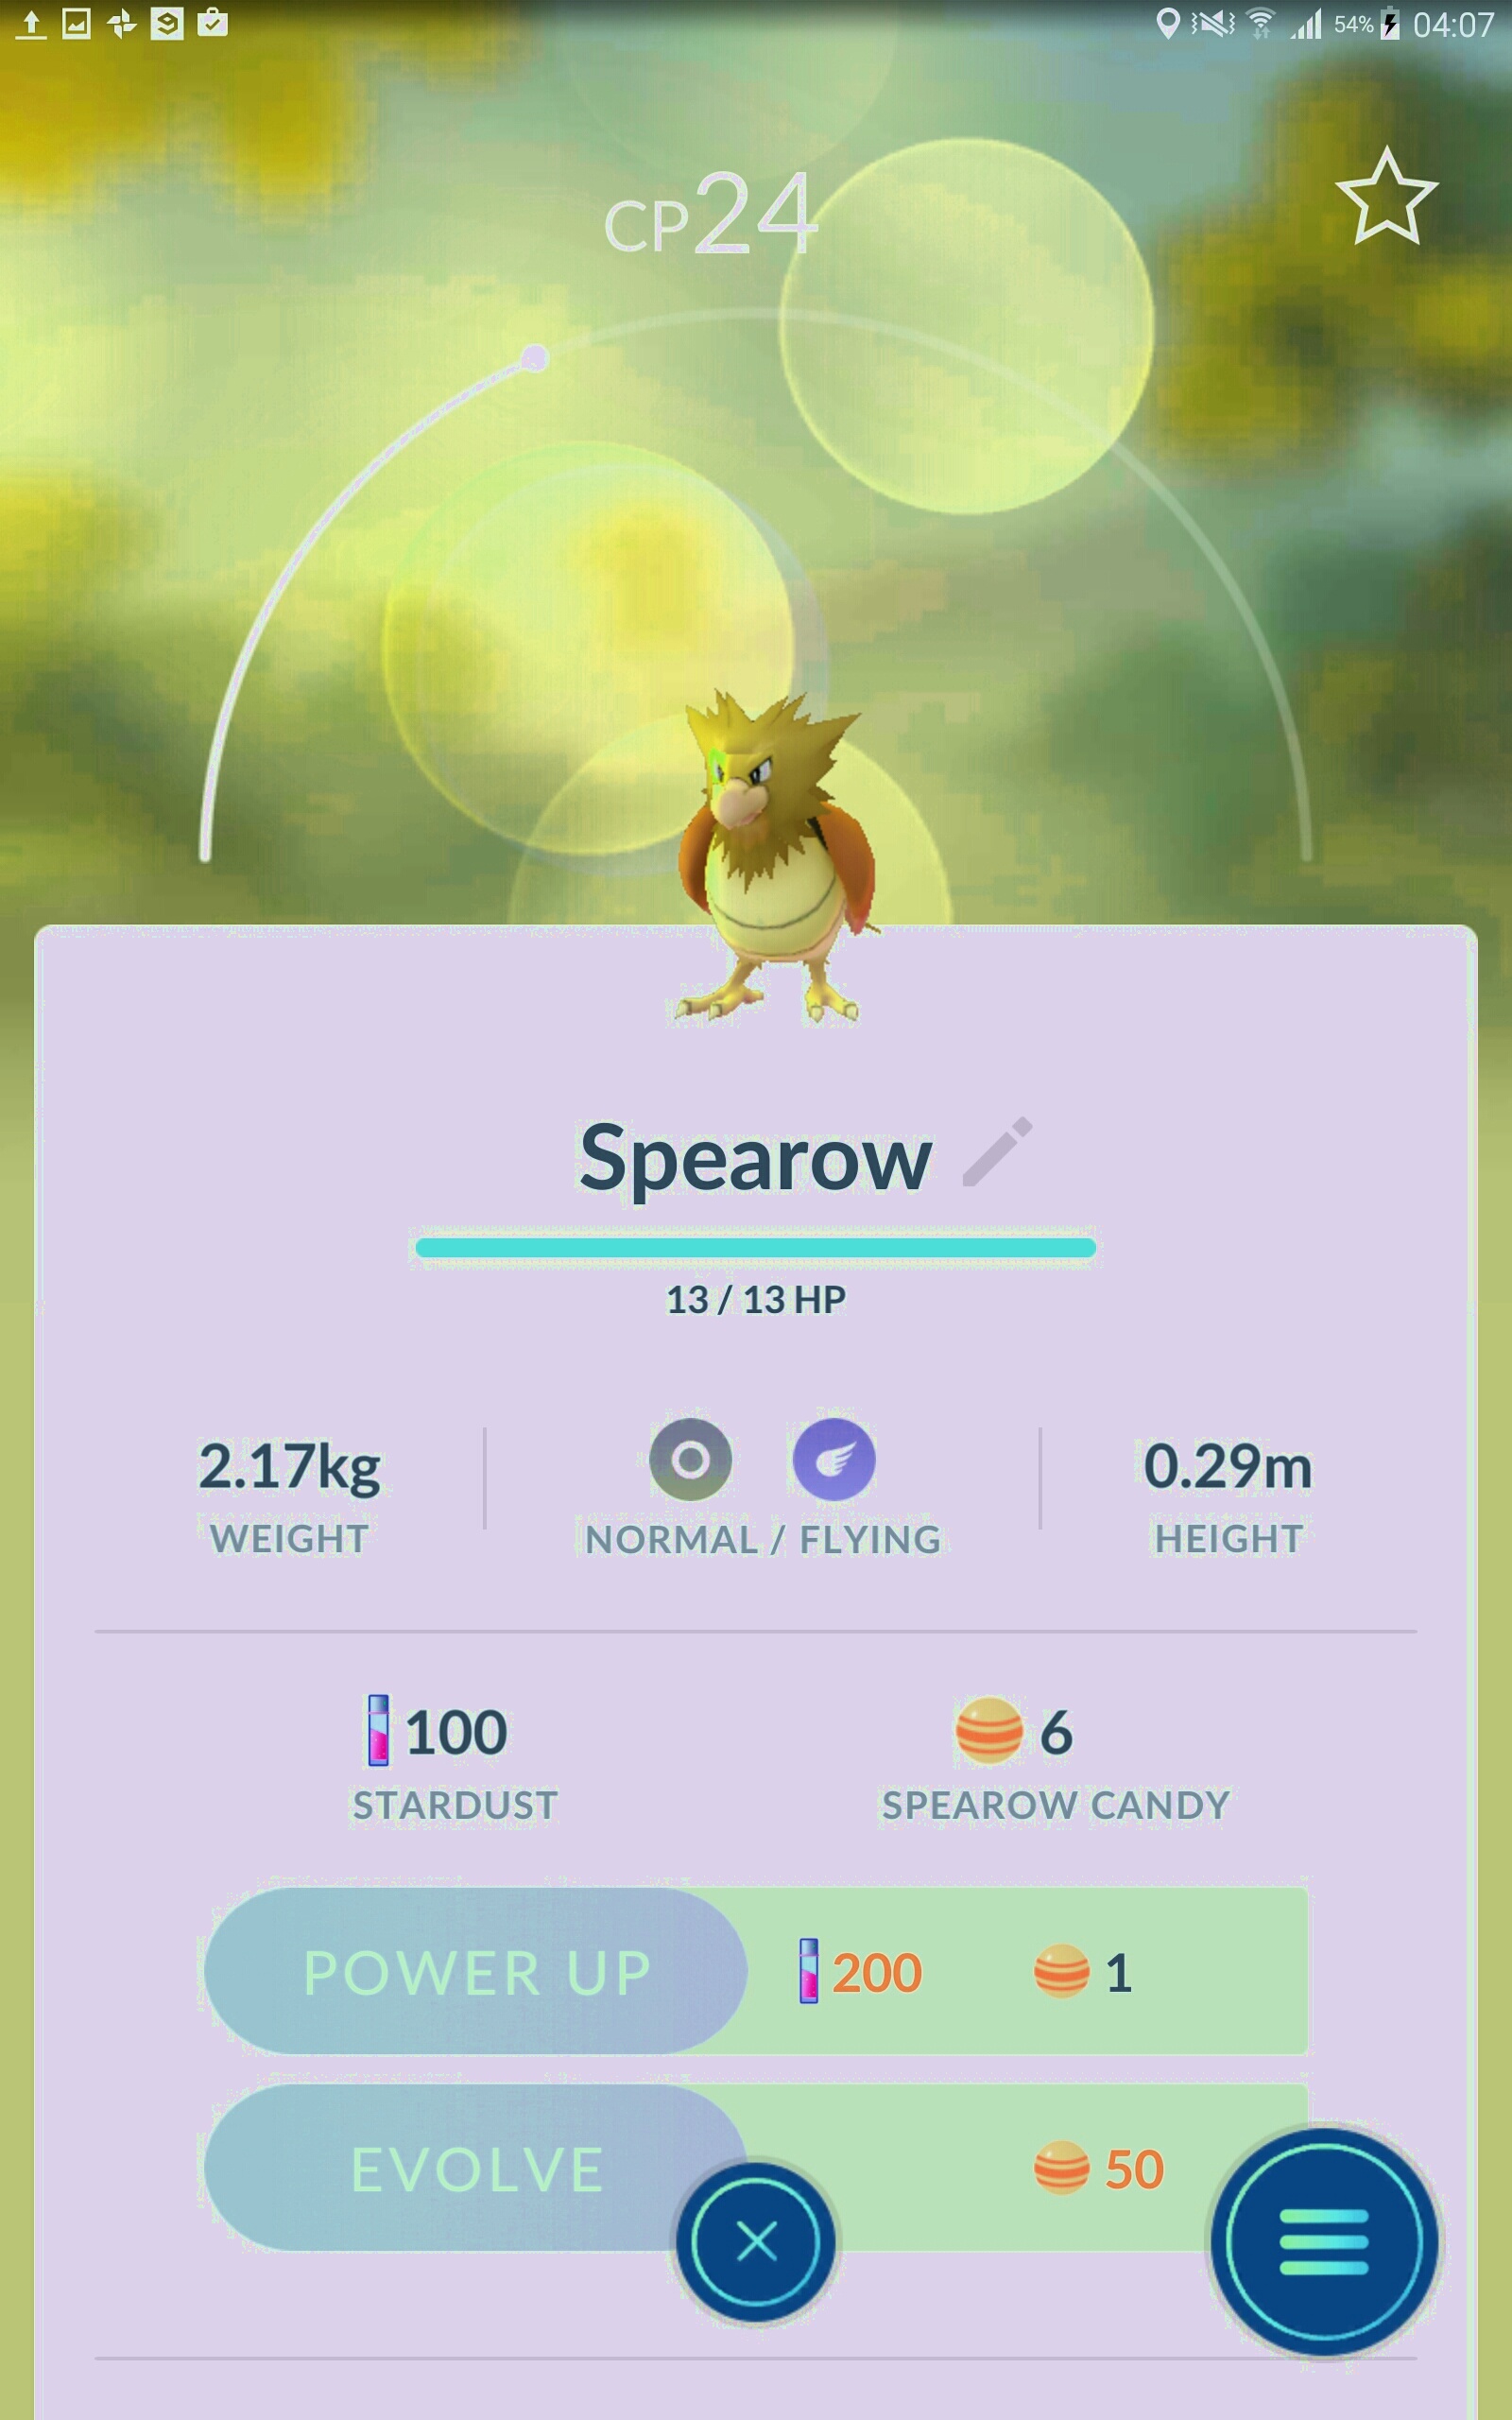 54% 04:07
CP24
Spearow
13 / 13 HP
2.17kg
WEIGHT
NORMAL / FLYING
0.29m
HEIGHT
100
STARDUST
6
SPEAROW CANDY
POWER UP 200 1
EVOLVE 50